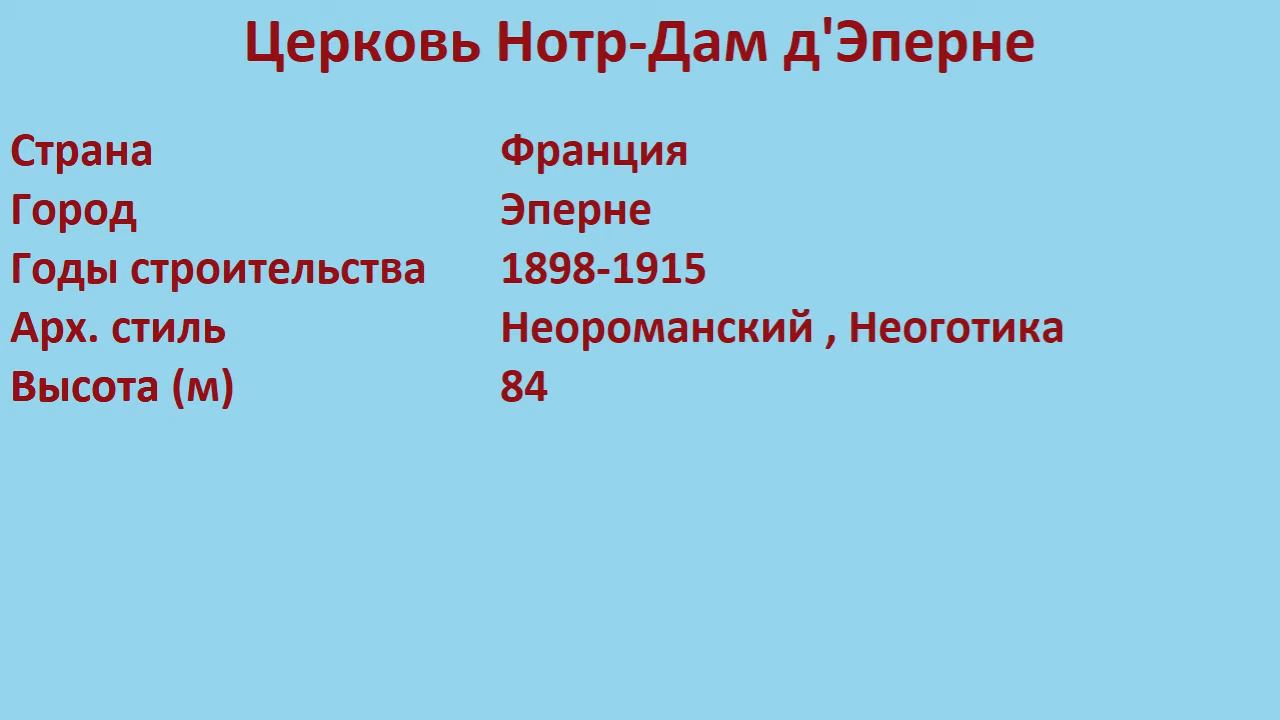 Церковь Нотр-Дам д'Эперне
Страна Франция
Город Эперне
Годы строительства 1898-1915
Арх. стиль Неороманский , Неоготика
Высота (м) 84